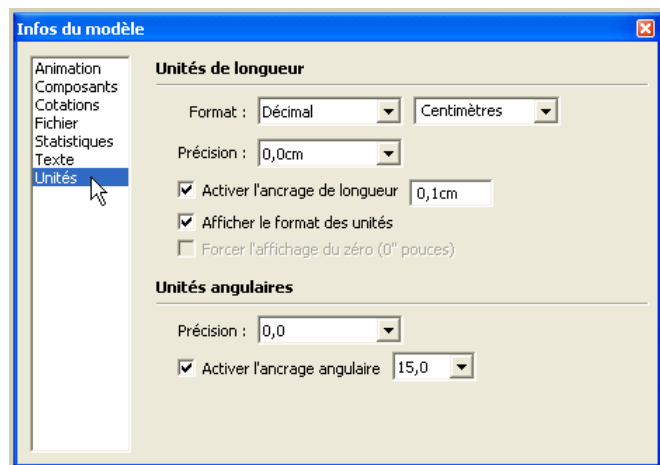 Infos du modèle
Animation
Composants
Cotations
Fichier
Statistiques
Texte
Unités
Unités de longueur
Format : Décimal Centimètres
Précision : 0,0cm
Activer l'ancrage de longueur 0,1cm
Afficher le format des unités
Forcer l'affichage du zéro (0" pouces)
Unités angulaires
Précision : 0,0
Activer l'ancrage angulaire 15,0